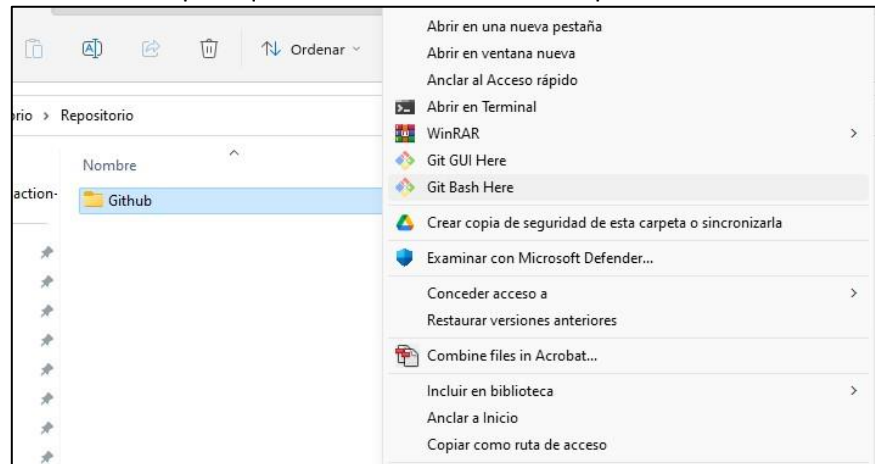 Ordenar
orio > Repositorio
Nombre
action-
Github
Abrir en una nueva pestaña
Abrir en ventana nueva
Anclar al Acceso rápido
Abrir en Terminal
WinRAR
Git GUI Here
Git Bash Here
Crear copia de seguridad de esta carpeta o sincronizarla
Examinar con Microsoft Defender...
Conceder acceso a
Restaurar versiones anteriores
Combine files in Acrobat...
Incluir en biblioteca
Anclar a Inicio
Copiar como ruta de acceso